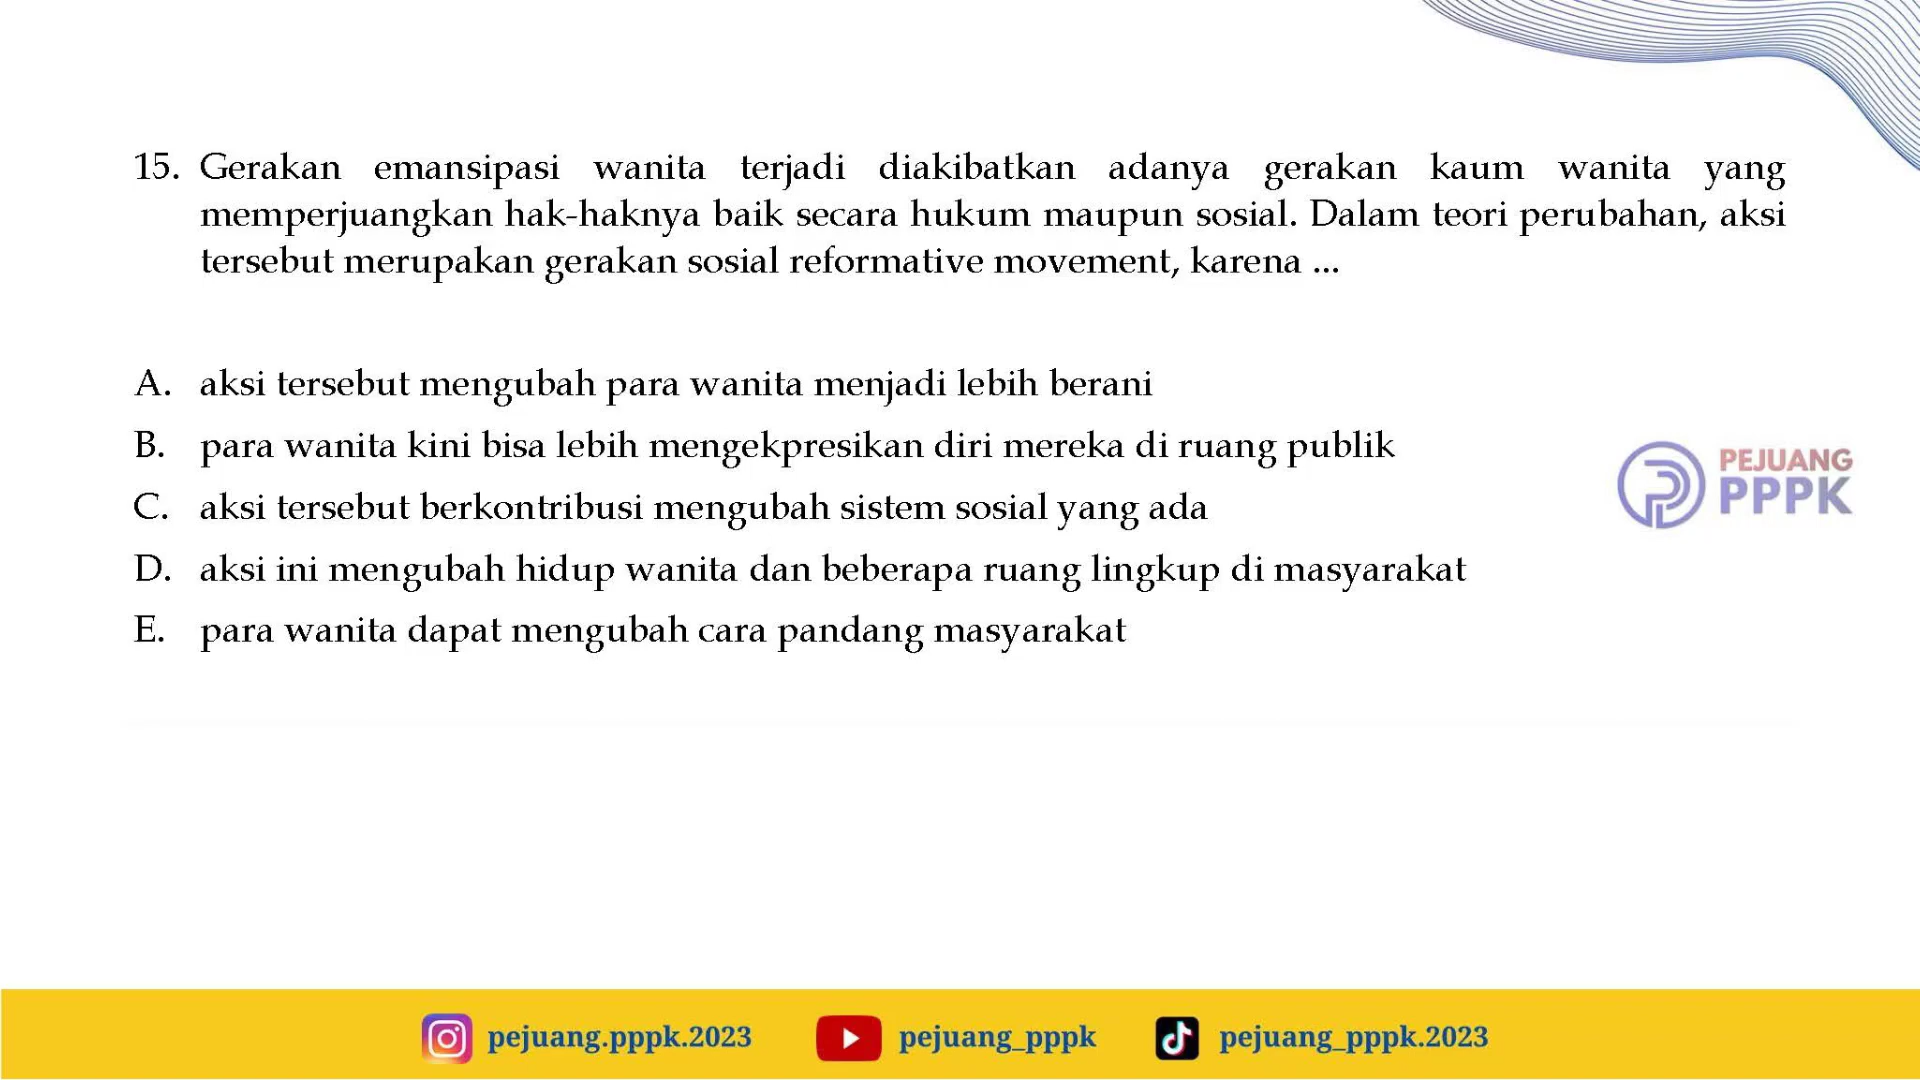 15. Gerakan emansipasi wanita terjadi diakibatkan adanya gerakan kaum wanita yang
memperjuangkan hak-haknya baik secara hukum maupun sosial. Dalam teori perubahan, aksi
tersebut merupakan gerakan sosial reformative movement, karena ...
A. aksi tersebut mengubah para wanita menjadi lebih berani
B. para wanita kini bisa lebih mengekpresikan diri mereka di ruang publik
C. aksi tersebut berkontribusi mengubah sistem sosial yang ada
D. aksi ini mengubah hidup wanita dan beberapa ruang lingkup di masyarakat
E. para wanita dapat mengubah cara pandang masyarakat
PEJUANG
PPPK
pejuang.pppk.2023 pejuang_pppk pejuang_pppk.2023